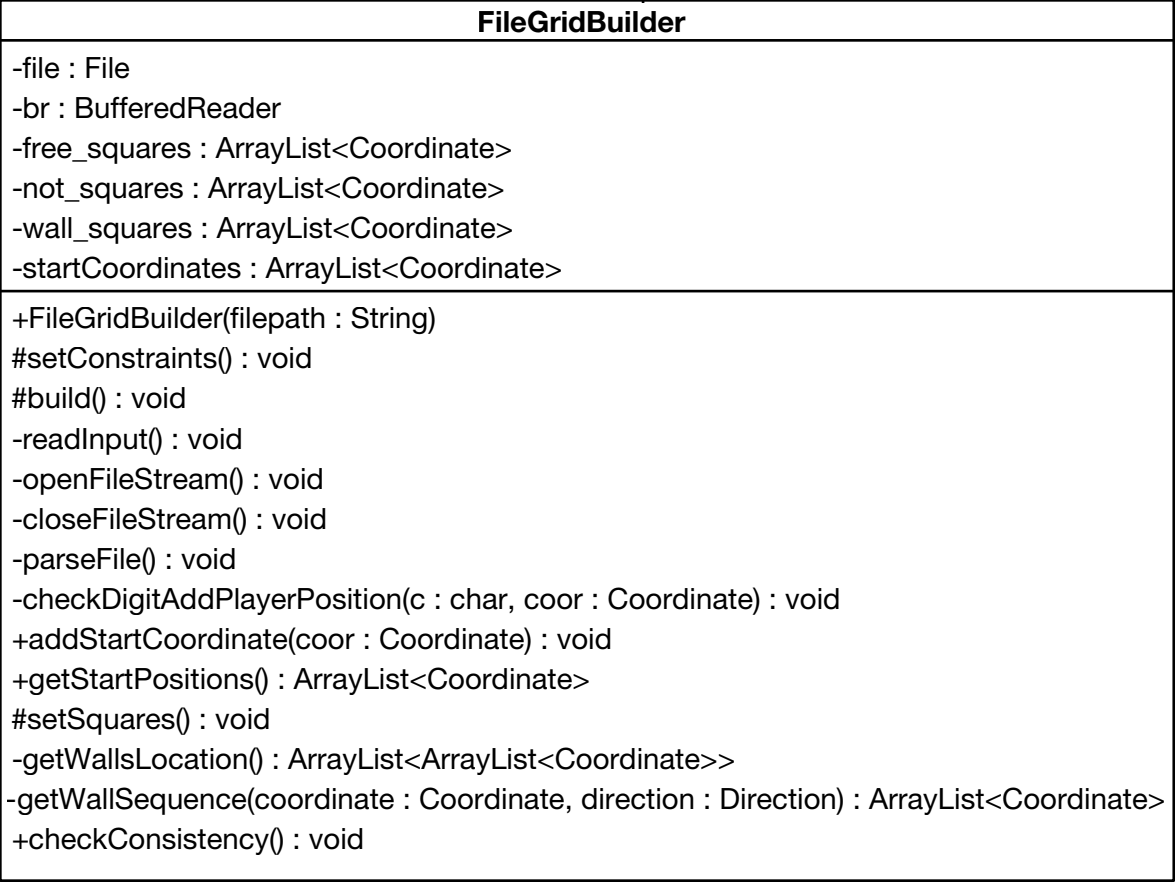 FileGridBuilder
-file : File
-br : BufferedReader
-free_squares : ArrayList<Coordinate>
-not_squares : ArrayList<Coordinate>
-wall_squares : ArrayList<Coordinate>
-startCoordinates : ArrayList<Coordinate>
+FileGridBuilder(filepath : String)
#setConstraints() : void
#build() : void
-readInput() : void
-openFileStream() : void
-closeFileStream() : void
-parseFile() : void
-checkDigitAddPlayerPosition(c : char, coor : Coordinate) : void
+addStartCoordinate(coor : Coordinate) : void
+getStartPositions() : ArrayList<Coordinate>
#setSquares() : void
-getWallsLocation() : ArrayList<ArrayList<Coordinate>>
-getWallSequence(coordinate : Coordinate, direction : Direction) : ArrayList<Coordinate>
+checkConsistency() : void